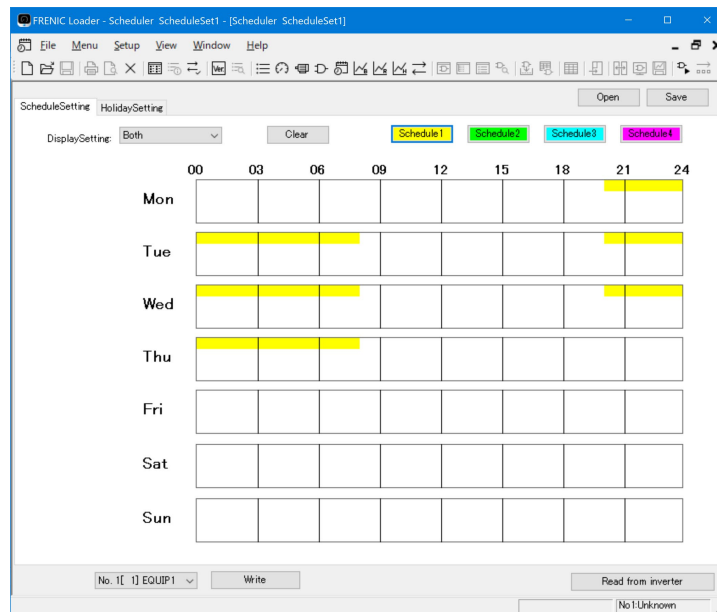 FRENIC Loader - Scheduler ScheduleSet1 - [Scheduler ScheduleSet1]
File Menu Setup View Window Help
Ver.
Open Save
ScheduleSetting HolidaySetting
DisplaySetting: Both Clear Schedule1 Schedule2 Schedule3 Schedule4
00 03 06 09 12 15 18 21 24
Mon
Tue
Wed
Thu
Fri
Sat
Sun
No. 1[ 1] EQUIP1 Write Read from inverter
No1:Unknown